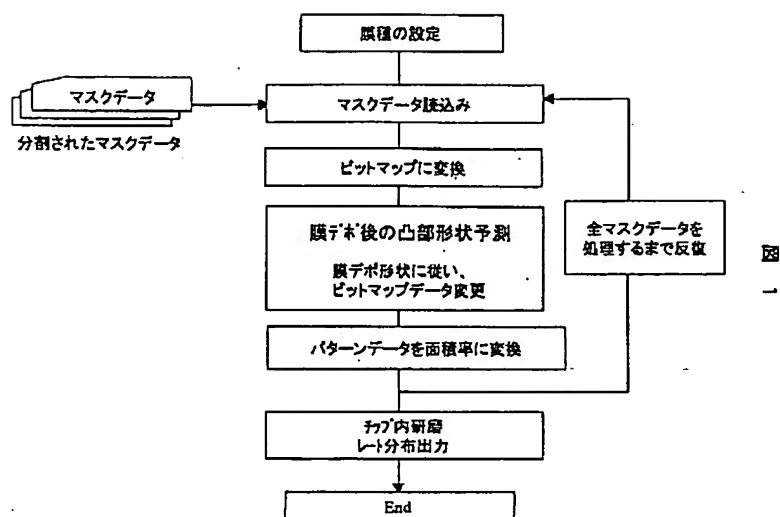 膜種の設定
マスクデータ
マスクデータ読込み
分割されたマスクデータ
ビットマップに変換
膜デポ後の凸部形状予測
膜デポ形状に従い、
ビットマップデータ変更
全マスクデータを
処理するまで反復
パターンデータを面積率に変換
チップ内研磨
レート分布出力
End
図1